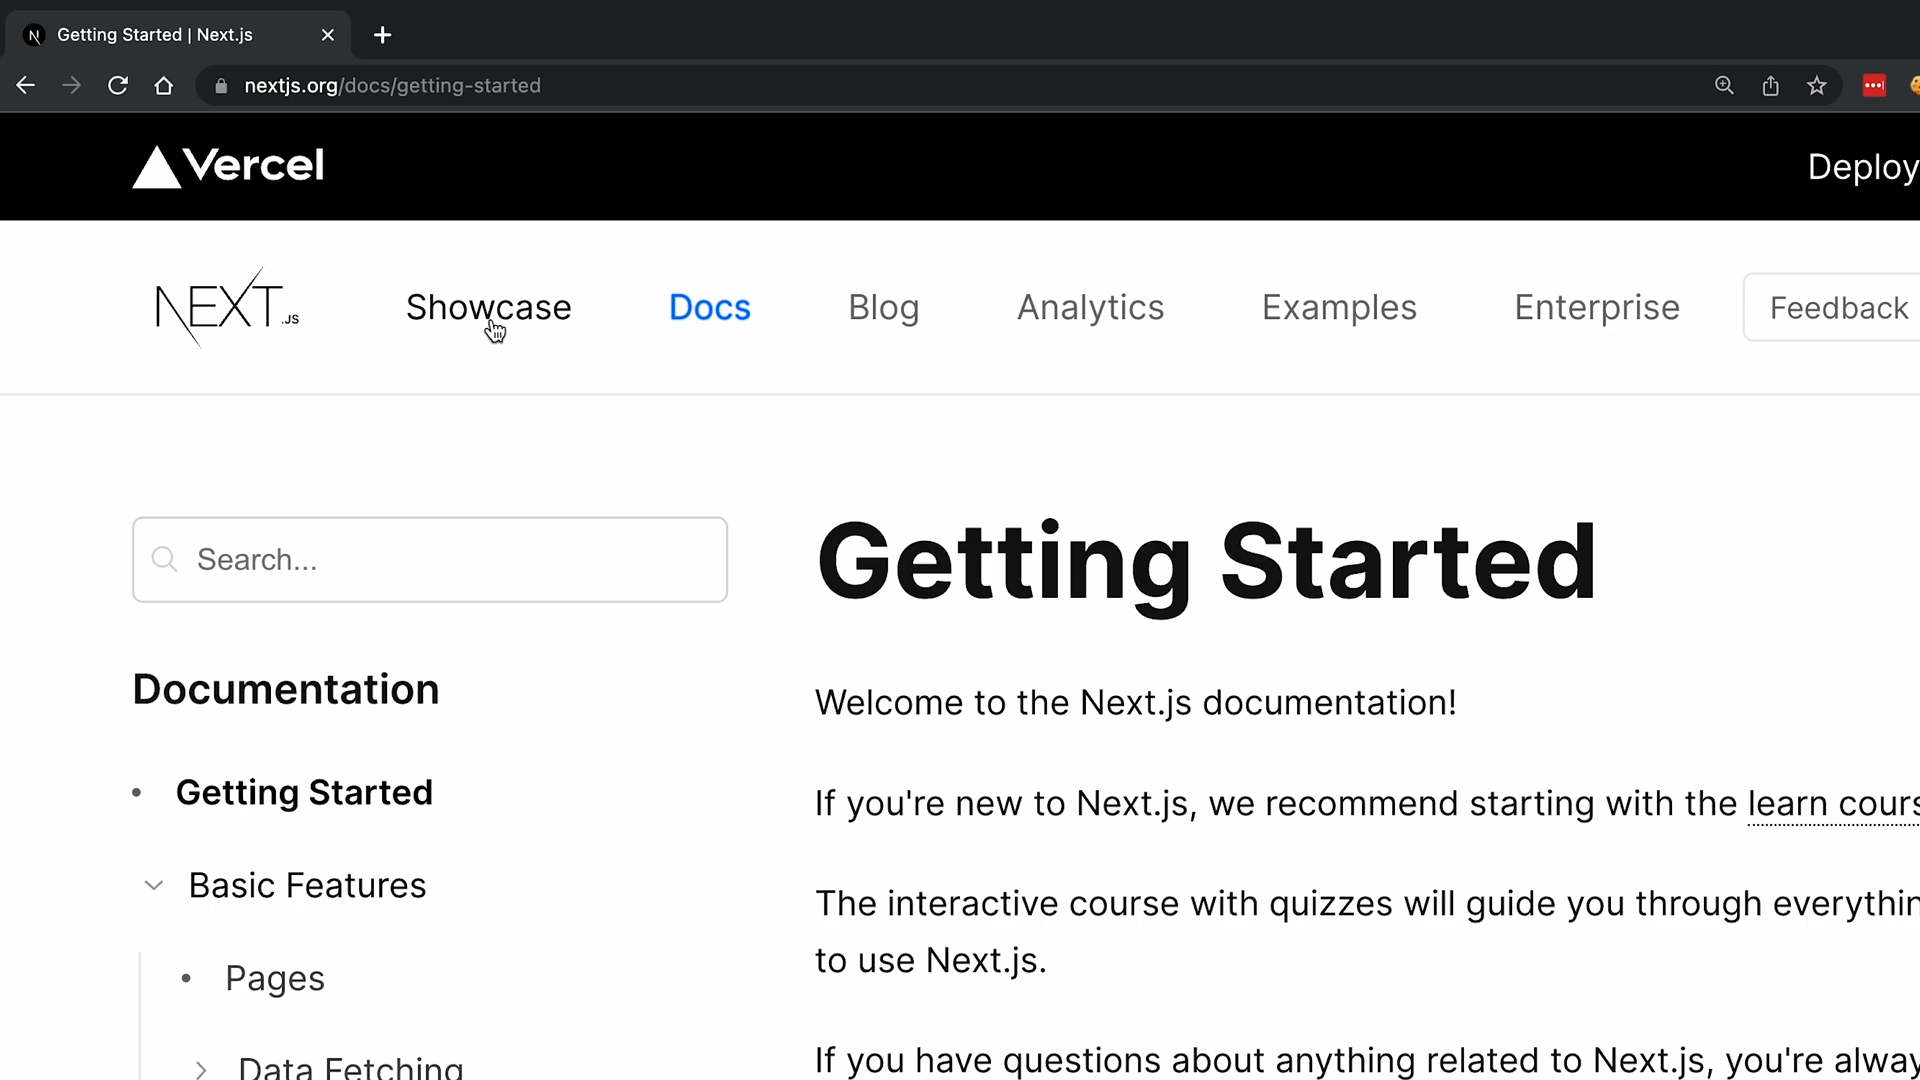 Getting Started | Next.js
nextjs.org/docs/getting-started
Vercel
Deploy
NEXT.JS
Showcase
Docs
Blog
Analytics
Examples
Enterprise
Feedback
Search...
Documentation
Getting Started
Basic Features
Pages
Data Fetching
Getting Started
Welcome to the Next.js documentation!
If you're new to Next.js, we recommend starting with the learn cours
The interactive course with quizzes will guide you through everythin
to use Next.js.
If you have questions about anything related to Next.js, you're alway